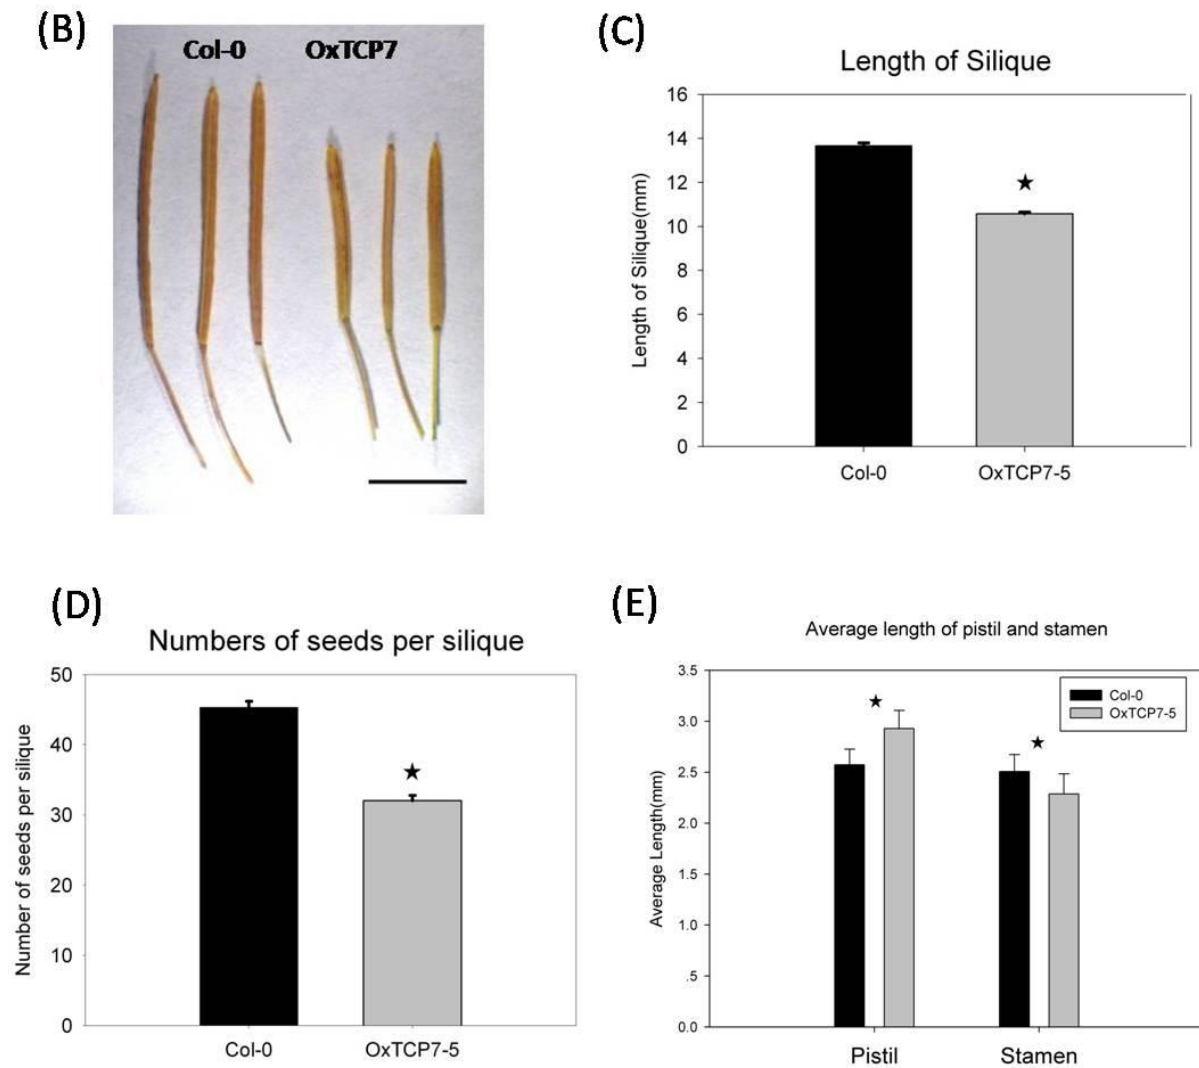 (B)
Col-0 OxTCP7
(C)
Length of Silique
Length of Silique(mm)
16
14
12
10
8
6
4
2
0
Col-0 OxTCP7-5
(D)
Numbers of seeds per silique
Number of seeds per silique
50
40
30
20
10
0
Col-0 OxTCP7-5
(E)
Average length of pistil and stamen
Average Length(mm)
3.5
3.0
2.5
2.0
1.5
1.0
.5
0.0
Col-0
OxTCP7-5
Pistil Stamen